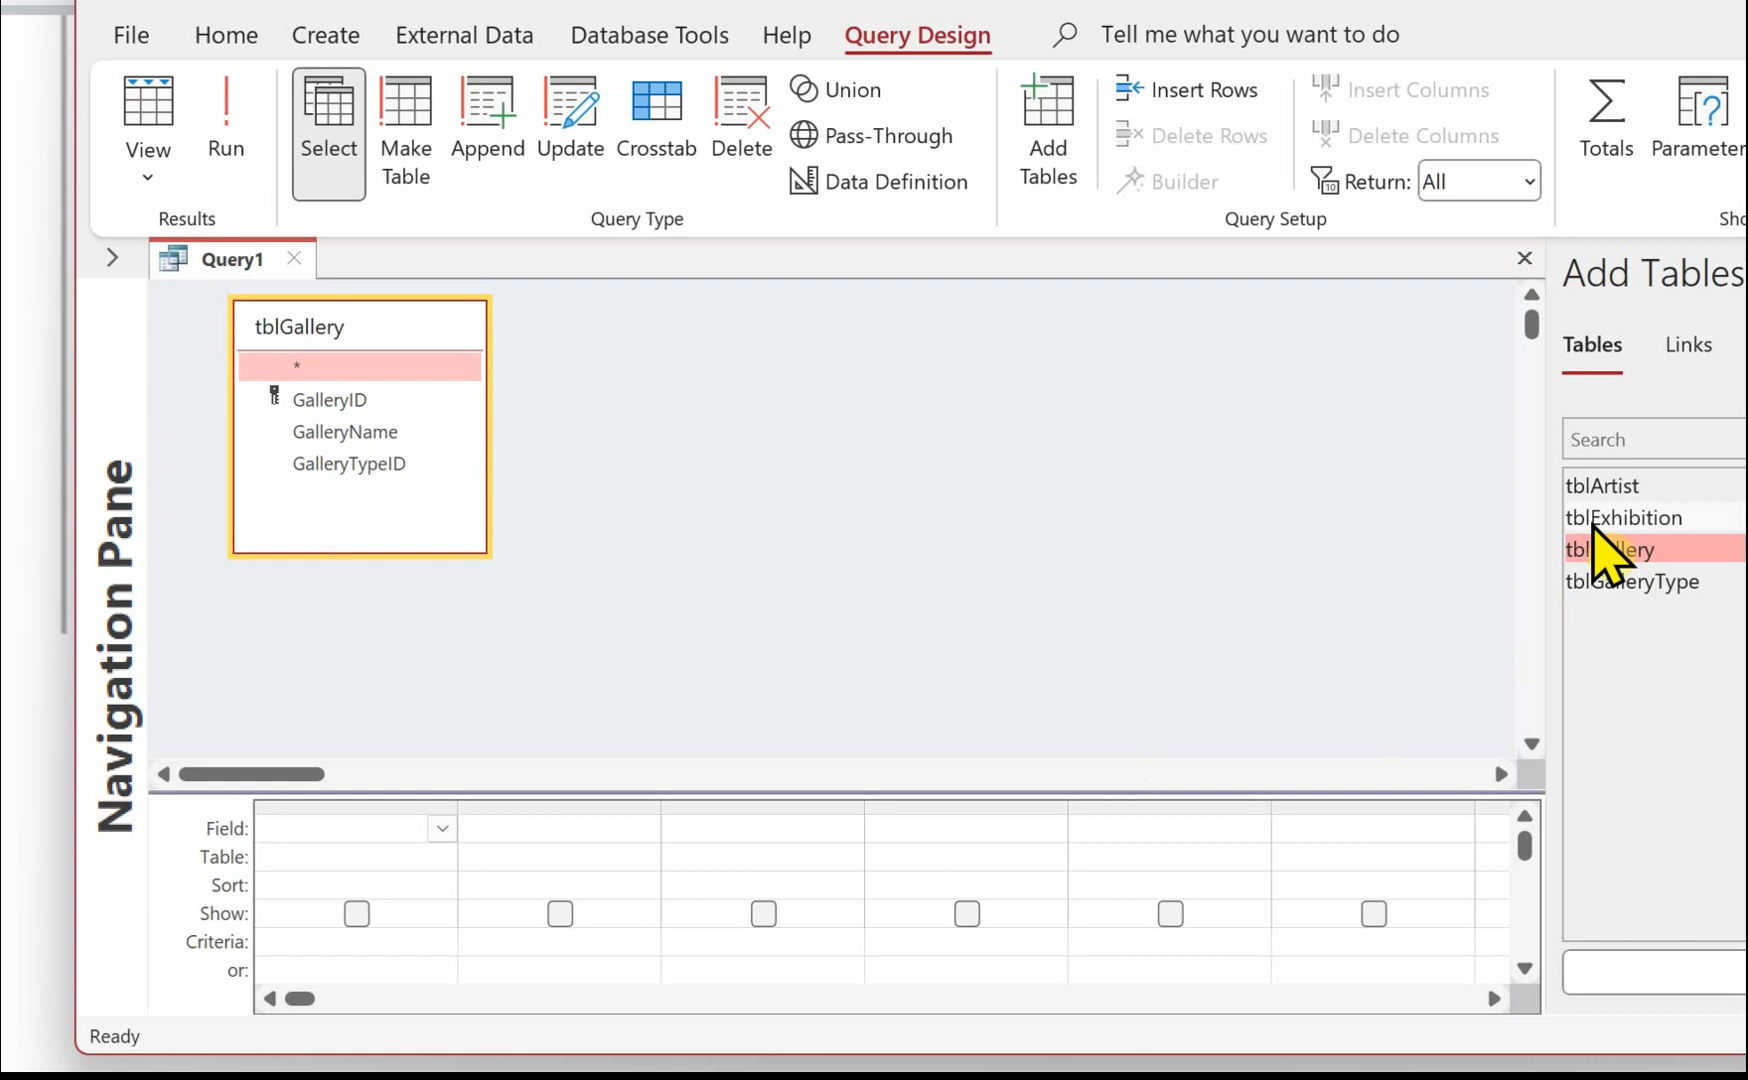 File Home Create External Data Database Tools Help Query Design Tell me what you want to do
View
Run
Select
Make
Table
Append
Update
Crosstab
Delete
Union
Pass-Through
Data Definition
Add
Tables
Insert Rows
Delete Rows
Builder
Insert Columns
Delete Columns
Return: All
Totals
Parameter
Results
Query Type
Query Setup
Sho
Query1
Navigation Pane
tblGallery
*
GalleryID
GalleryName
GalleryTypeID
Add Tables
Tables Links
Search
tblArtist
tblExhibition
tblGallery
tblGalleryType
Field:
Table:
Sort:
Show:
Criteria:
or:
Ready